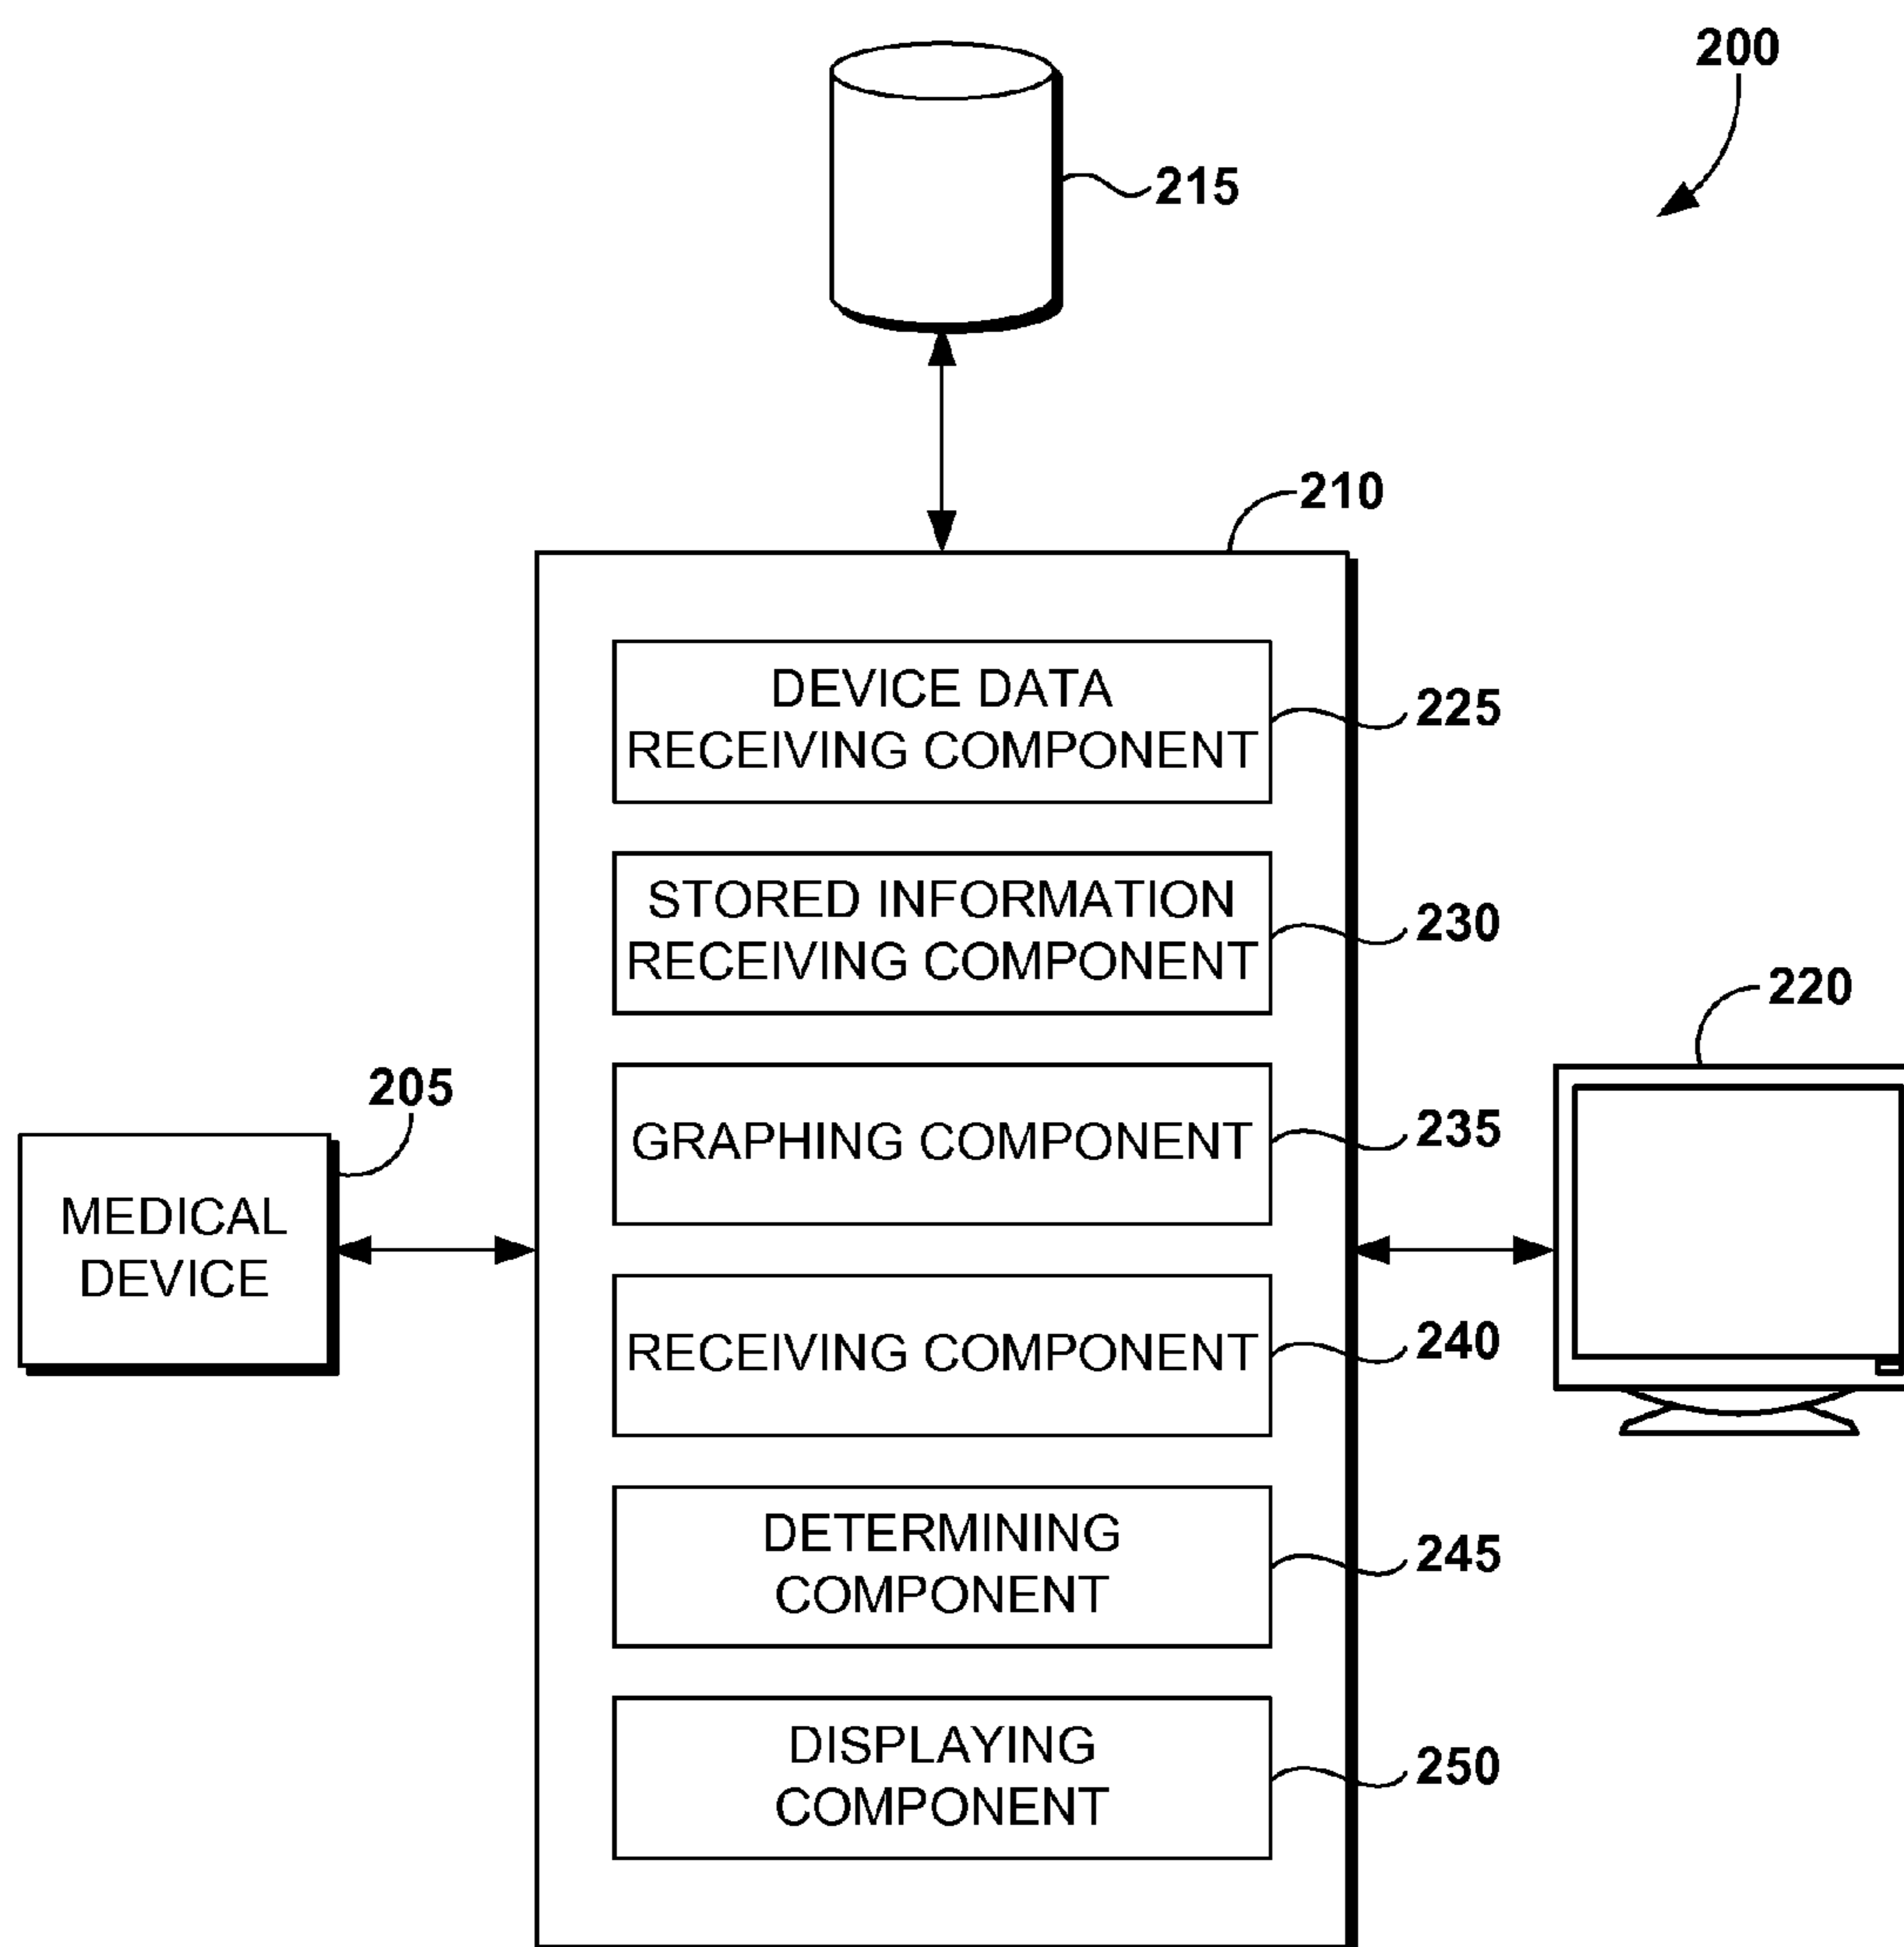 200
215
210
DEVICE DATA
RECEIVING COMPONENT
225
STORED INFORMATION
RECEIVING COMPONENT
230
220
205
GRAPHING COMPONENT
235
MEDICAL
DEVICE
RECEIVING COMPONENT
240
DETERMINING
COMPONENT
245
DISPLAYING
COMPONENT
250